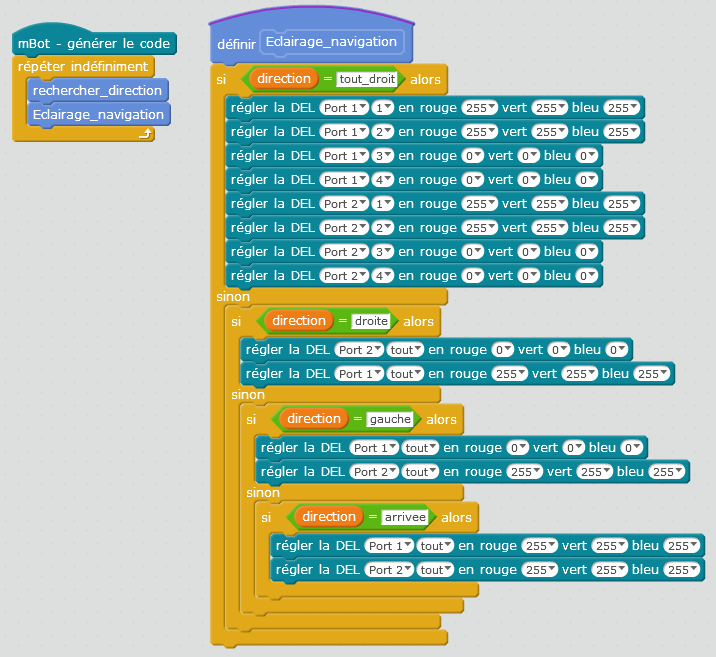 mBot - générer le code
répéter indéfiniment
rechercher_direction
Eclairage_navigation
définir Eclairage_navigation
si direction = tout_droit alors
régler la DEL Port 1 1 en rouge 255 vert 255 bleu 255
régler la DEL Port 1 2 en rouge 255 vert 255 bleu 255
régler la DEL Port 1 3 en rouge 0 vert 0 bleu 0
régler la DEL Port 1 4 en rouge 0 vert 0 bleu 0
régler la DEL Port 2 1 en rouge 255 vert 255 bleu 255
régler la DEL Port 2 2 en rouge 255 vert 255 bleu 255
régler la DEL Port 2 3 en rouge 0 vert 0 bleu 0
régler la DEL Port 2 4 en rouge 0 vert 0 bleu 0
sinon
si direction = droite alors
régler la DEL Port 2 tout en rouge 0 vert 0 bleu 0
régler la DEL Port 1 tout en rouge 255 vert 255 bleu 255
sinon
si direction = gauche alors
régler la DEL Port 1 tout en rouge 0 vert 0 bleu 0
régler la DEL Port 2 tout en rouge 255 vert 255 bleu 255
sinon
si direction = arrivee alors
régler la DEL Port 1 tout en rouge 255 vert 255 bleu 255
régler la DEL Port 2 tout en rouge 255 vert 255 bleu 255